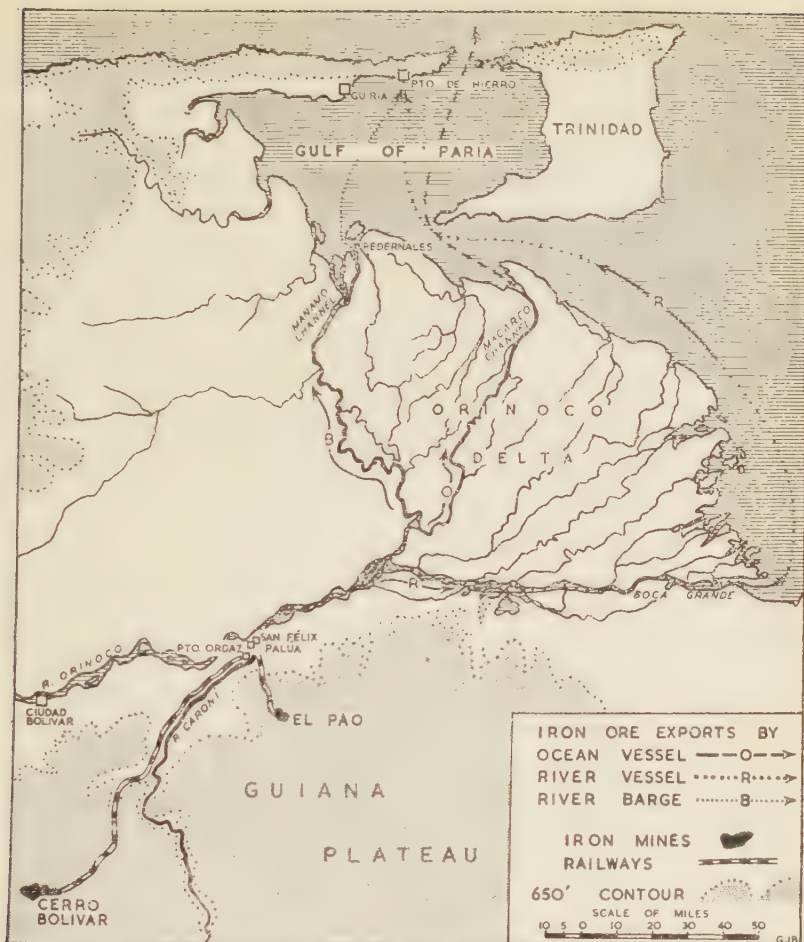 PTO. DE HIERRO
GUIRIA
TRINIDAD
GULF OF PARIA
PEDERNALES
MANAMO
CHANNEL
MACAREO
CHANNEL
R
ORINOCO
DELTA
B
O
R
BOCA GRANDE
SAN FÉLIX
PALUA
PTO. ORDAZ
R. ORINOCO
CIUDAD
BOLIVAR
R. CARONI
EL PAO
GUIANA
PLATEAU
CERRO
BOLIVAR
IRON ORE EXPORTS BY
OCEAN VESSEL O
RIVER VESSEL R
RIVER BARGE B
IRON MINES
RAILWAYS
650' CONTOUR
SCALE OF MILES
10 5 0 10 20 30 40 50
GJB